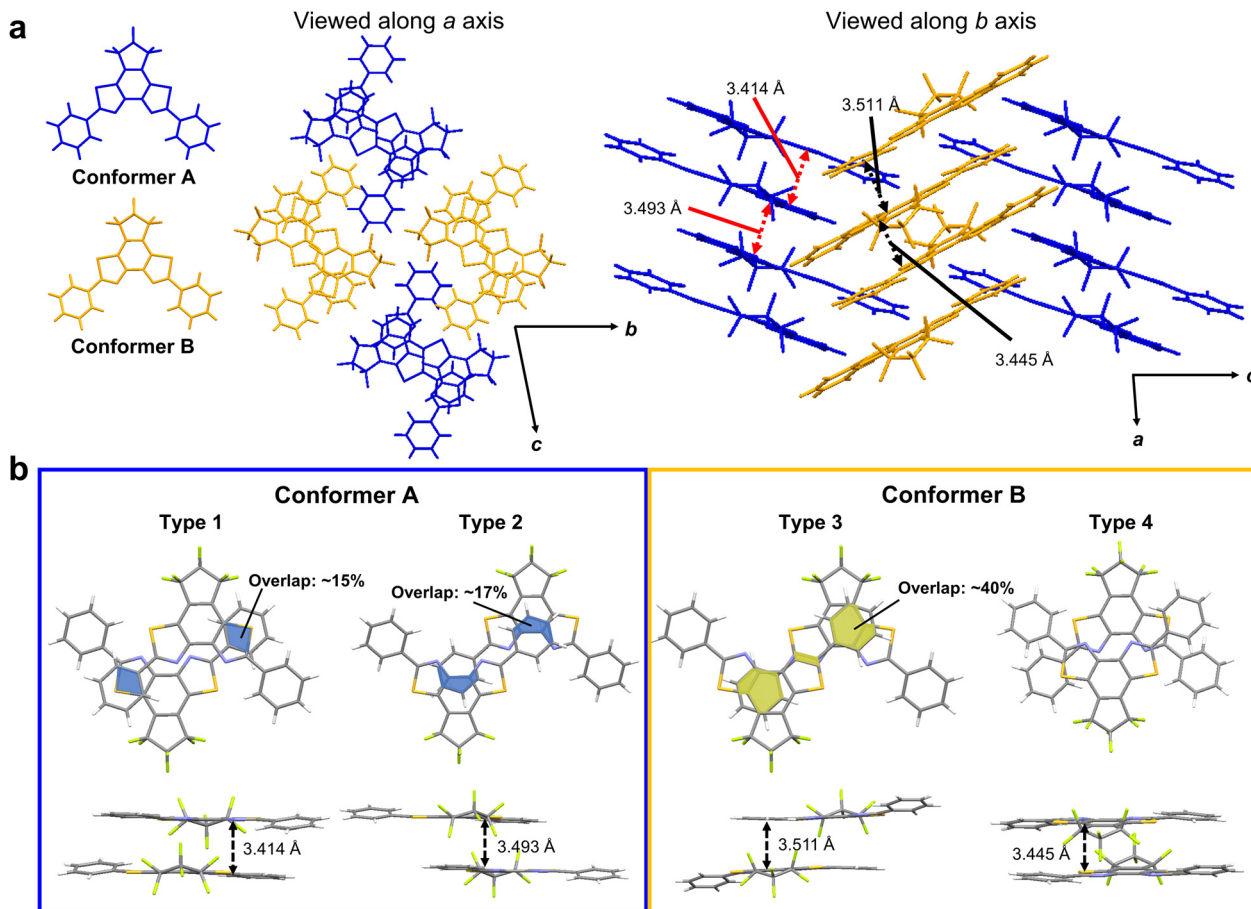 a
Viewed along a axis
Viewed along b axis
Conformer A
Conformer B
b
c
3.414 Å
3.511 Å
3.493 Å
3.445 Å
c
a
b
Conformer A
Conformer B
Type 1
Type 2
Type 3
Type 4
Overlap: ~15%
Overlap: ~17%
Overlap: ~40%
3.414 Å
3.493 Å
3.511 Å
3.445 Å